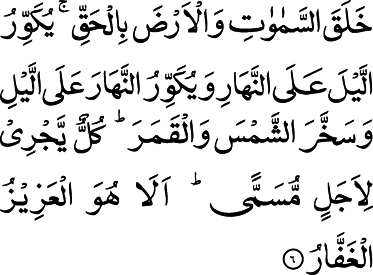 خَلَقَ السَّمٰوٰتِ وَالْاَرْضَ بِالْحَقِّ ۚ يُكَوِّرُ
الَّيْلَ عَلَى النَّهَارِ وَيُكَوِّرُ النَّهَارَ عَلَى الَّيْلِ
وَسَخَّرَ الشَّمْسَ وَالْقَمَرَ ؕ كُلٌّ يَّجْرِىْ
لِاَجَلٍ مُّسَمًّى ؕ اَلَا هُوَ الْعَزِيْزُ
الْغَفَّارُ ۝٦